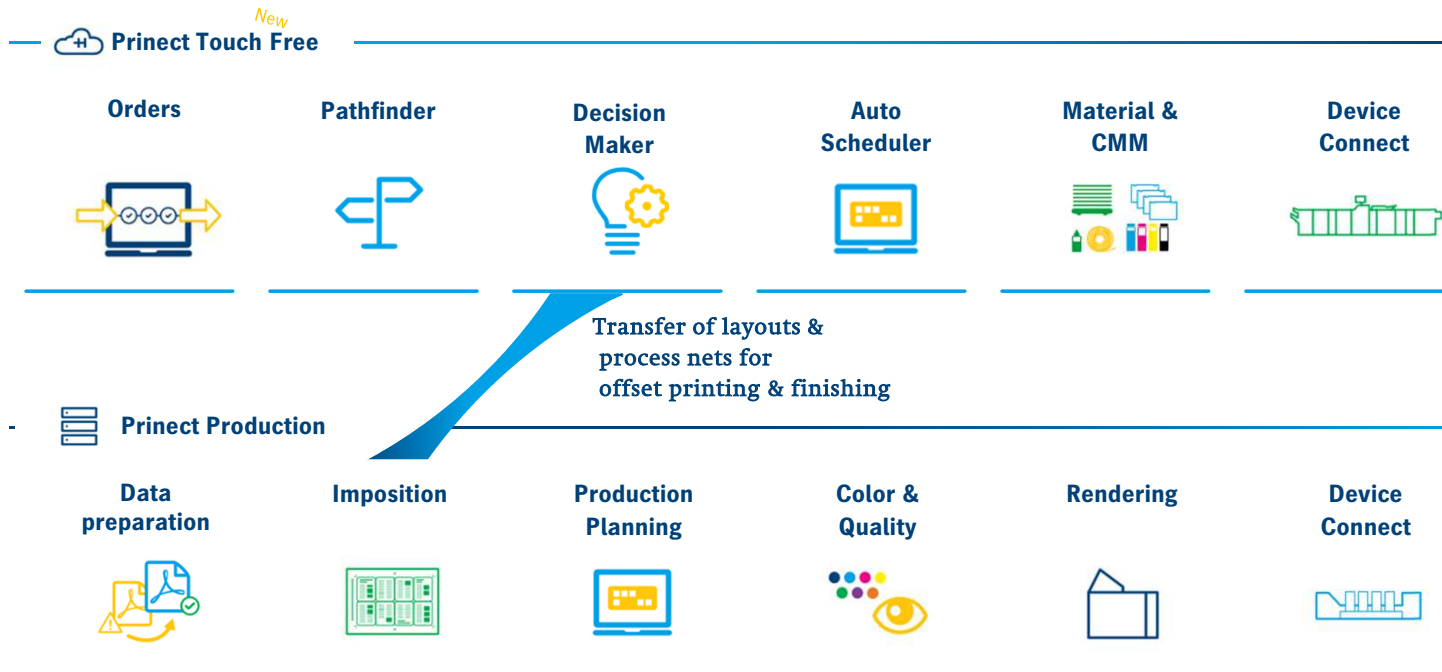 New
Prinect Touch Free
Orders
Pathfinder
Decision
Maker
Auto
Scheduler
Material &
CMM
Device
Connect
Transfer of layouts &
process nets for
offset printing & finishing
Prinect Production
Data
preparation
Imposition
Production
Planning
Color &
Quality
Rendering
Device
Connect